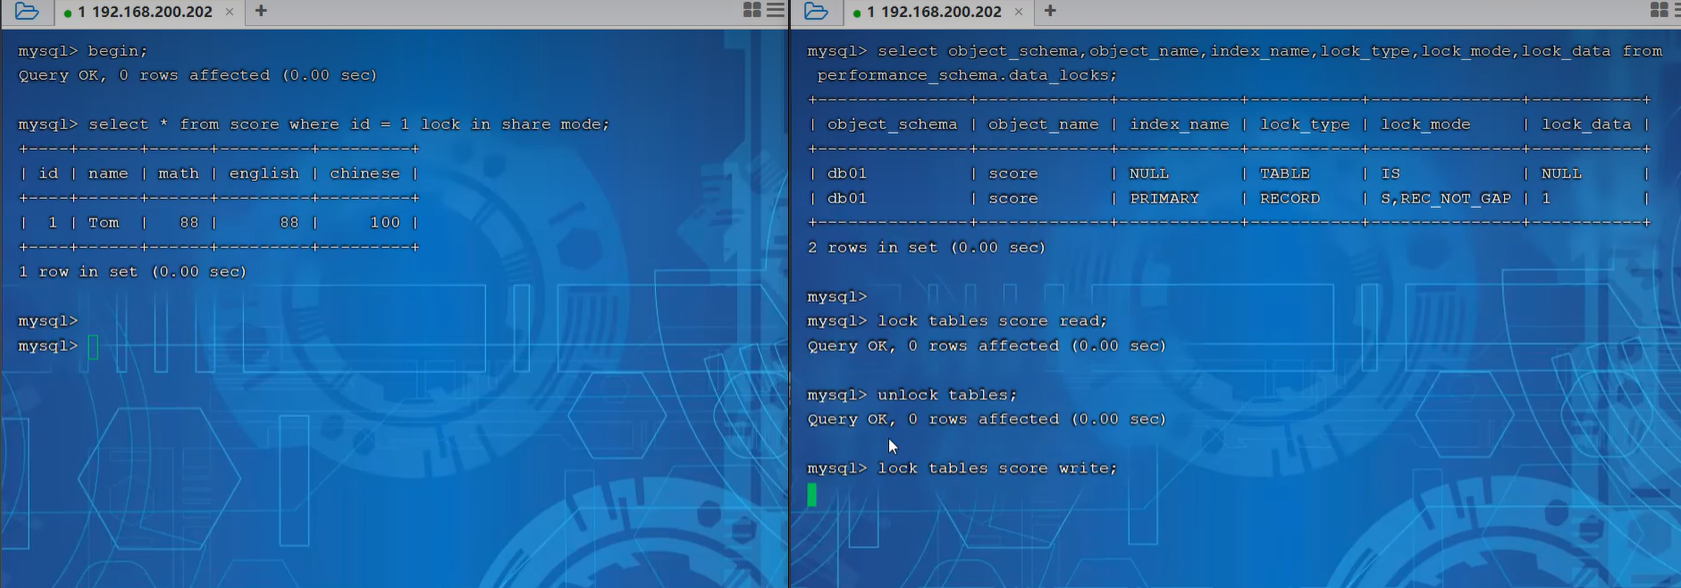 1 192.168.200.202 × +
mysql> begin;
Query OK, 0 rows affected (0.00 sec)
mysql> select * from score where id = 1 lock in share mode;
+----+------+------+---------+---------+
| id | name | math | english | chinese |
+----+------+------+---------+---------+
| 1 | Tom | 88 | 88 | 100 |
+----+------+------+---------+---------+
1 row in set (0.00 sec)
mysql>
mysql>
1 192.168.200.202 × +
mysql> select object_schema,object_name,index_name,lock_type,lock_mode,lock_data from
performance_schema.data_locks;
+---------------+-------------+------------+-----------+---------------+-----------+
| object_schema | object_name | index_name | lock_type | lock_mode | lock_data |
+---------------+-------------+------------+-----------+---------------+-----------+
| db01 | score | NULL | TABLE | IS | NULL |
| db01 | score | PRIMARY | RECORD | S,REC_NOT_GAP | 1 |
+---------------+-------------+------------+-----------+---------------+-----------+
2 rows in set (0.00 sec)
mysql>
mysql> lock tables score read;
Query OK, 0 rows affected (0.00 sec)
mysql> unlock tables;
Query OK, 0 rows affected (0.00 sec)
mysql> lock tables score write;